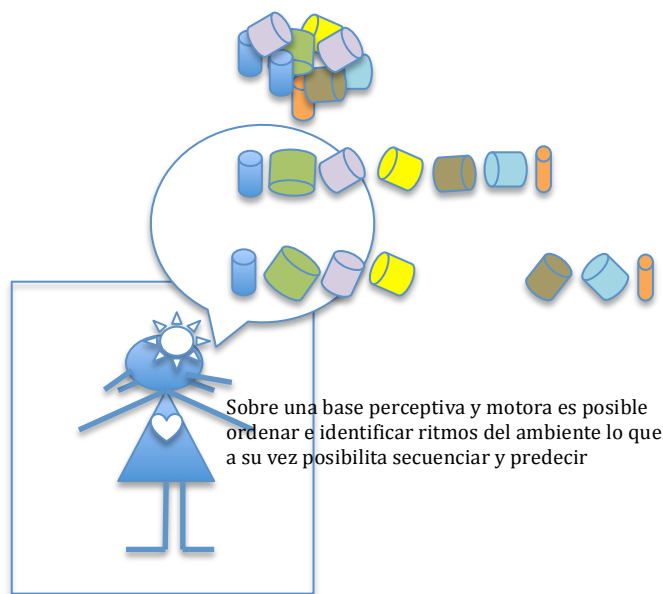 Sobre una base perceptiva y motora es posible
ordenar e identificar ritmos del ambiente lo que
a su vez posibilita secuenciar y predecir